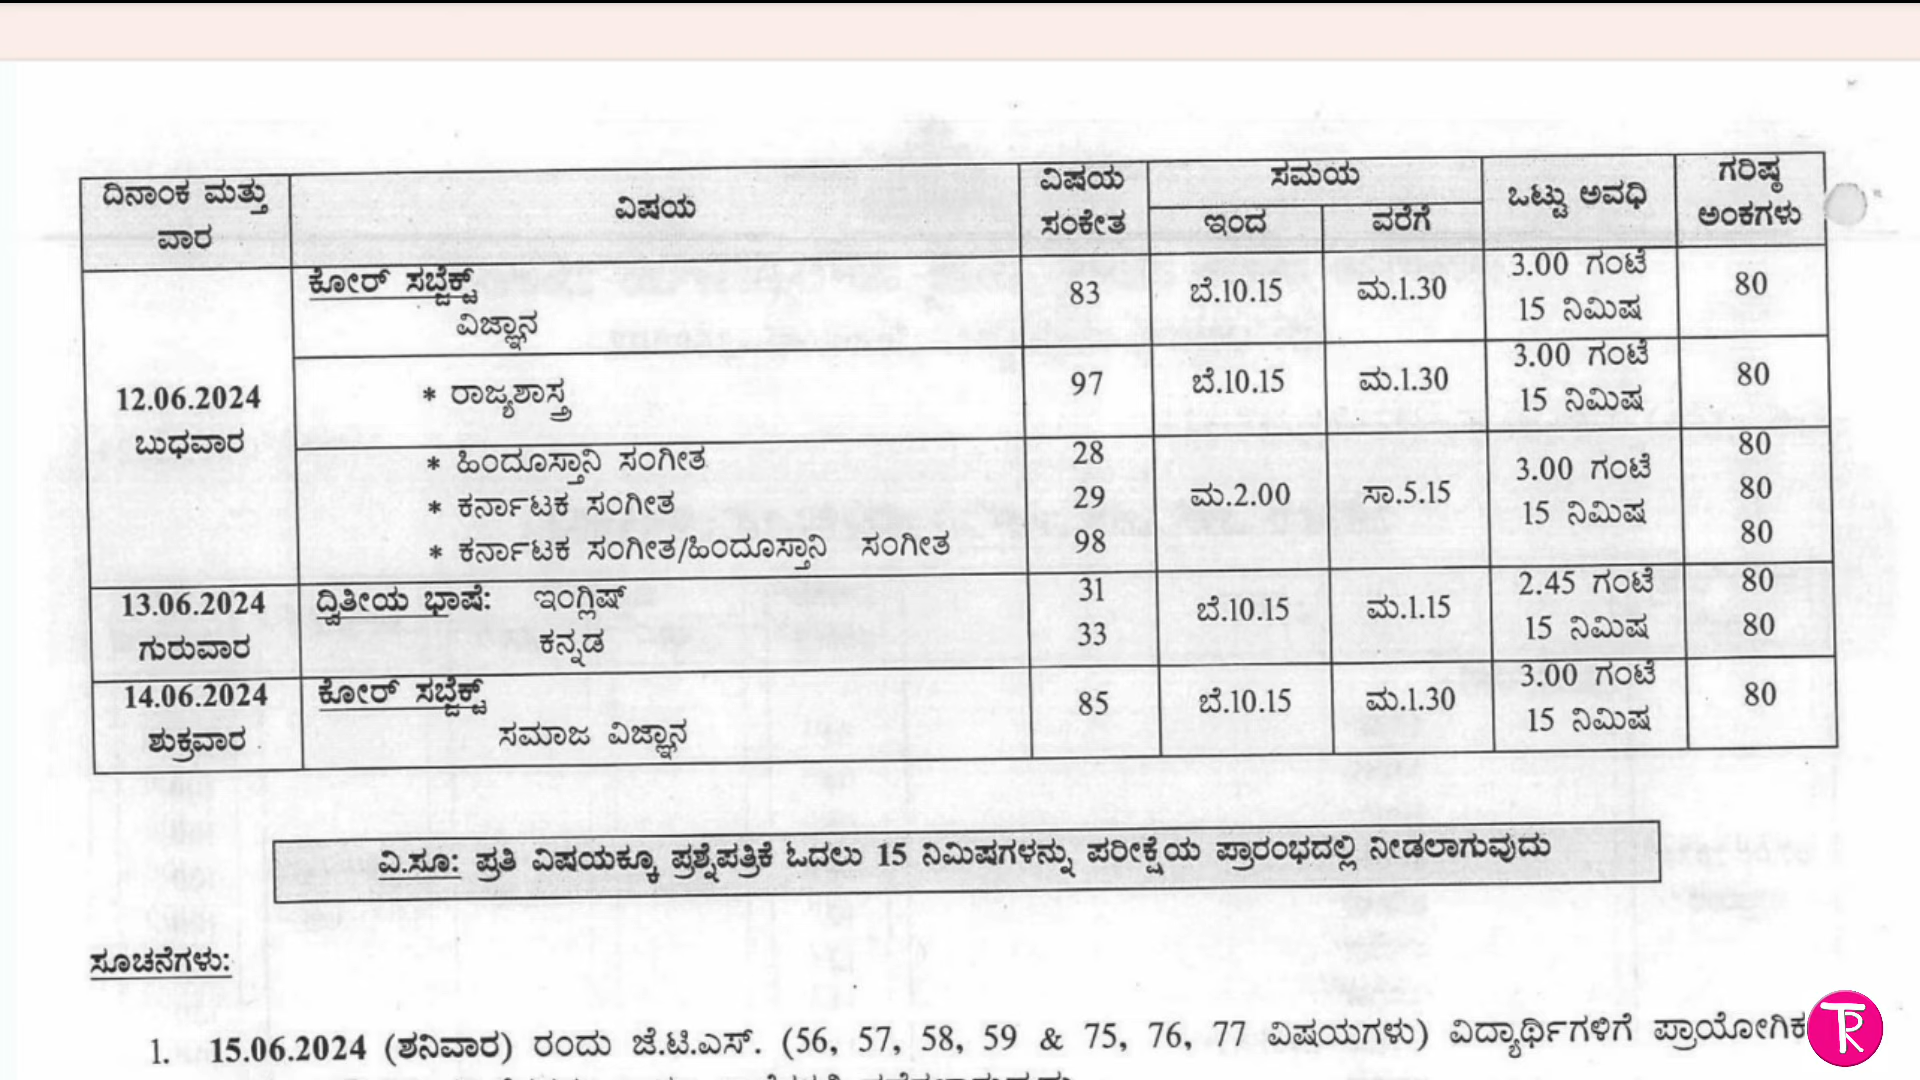 ದಿನಾಂಕ ಮತ್ತು ವಾರ ವಿಷಯ ವಿಷಯ ಸಂಕೇತ ಸಮಯ ಒಟ್ಟು ಅವಧಿ ಗರಿಷ್ಠ ಅಂಕಗಳು
ಇಂದ ವರೆಗೆ
12.06.2024 ಬುಧವಾರ
ಕೋರ್ ಸಬ್ಜೆಕ್ಟ್ 83 ಬೆ.10.15 ಮ.1.30 3.00 ಗಂಟೆ 80
ವಿಜ್ಞಾನ 15 ನಿಮಿಷ
* ರಾಜ್ಯಶಾಸ್ತ್ರ 97 ಬೆ.10.15 ಮ.1.30 3.00 ಗಂಟೆ 15 ನಿಮಿಷ 80
* ಹಿಂದೂಸ್ತಾನಿ ಸಂಗೀತ 28 80
* ಕರ್ನಾಟಕ ಸಂಗೀತ 29 ಮ.2.00 ಸಾ.5.15 3.00 ಗಂಟೆ 15 ನಿಮಿಷ 80
* ಕರ್ನಾಟಕ ಸಂಗೀತ/ಹಿಂದೂಸ್ತಾನಿ ಸಂಗೀತ 98 80
13.06.2024 ದ್ವಿತೀಯ ಭಾಷೆ: ಇಂಗ್ಲಿಷ್ 31 ಬೆ.10.15 ಮ.1.15 2.45 ಗಂಟೆ 80
ಗುರುವಾರ ಕನ್ನಡ 33 15 ನಿಮಿಷ 80
14.06.2024 ಕೋರ್ ಸಬ್ಜೆಕ್ಟ್ 85 ಬೆ.10.15 ಮ.1.30 3.00 ಗಂಟೆ 80
ಶುಕ್ರವಾರ ಸಮಾಜ ವಿಜ್ಞಾನ 15 ನಿಮಿಷ
ವಿ.ಸೂ: ಪ್ರತಿ ವಿಷಯಕ್ಕೂ ಪ್ರಶ್ನೆಪತ್ರಿಕೆ ಓದಲು 15 ನಿಮಿಷಗಳನ್ನು ಪರೀಕ್ಷೆಯ ಪ್ರಾರಂಭದಲ್ಲಿ ನೀಡಲಾಗುವುದು
ಸೂಚನೆಗಳು:
1. 15.06.2024 (ಶನಿವಾರ) ರಂದು ಜೆ.ಟಿ.ಎಸ್. (56, 57, 58, 59 & 75, 76, 77 ವಿಷಯಗಳು) ವಿದ್ಯಾರ್ಥಿಗಳಿಗೆ ಪ್ರಾಯೋಗಿಕ
TR